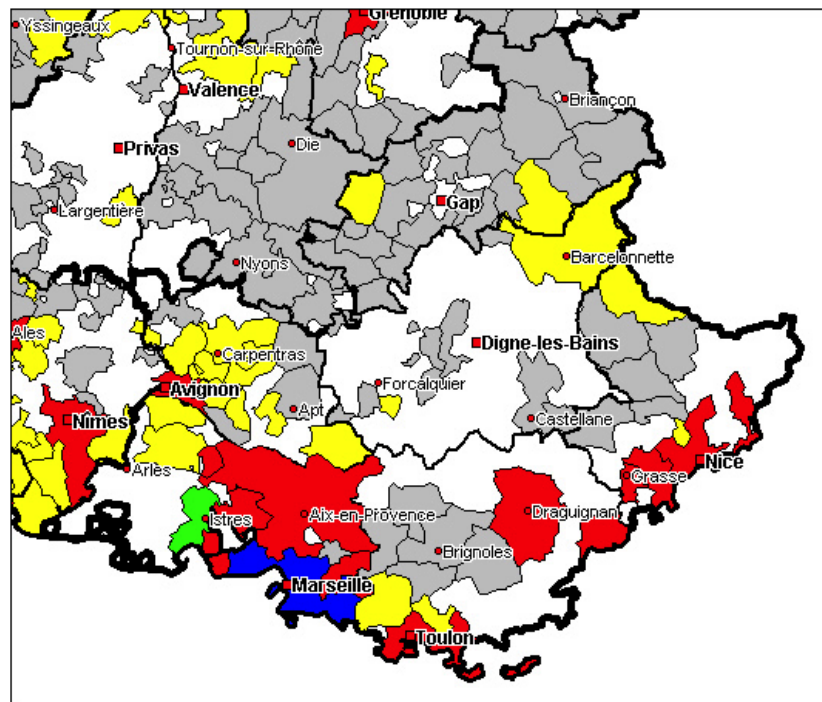 Grenoble
Yssingeaux
Tournon-sur-Rhône
Valence
Briançon
Die
Privas
Gap
Largentière
Barcelonnette
Nyons
Ales
Digne-les-Bains
Carpentras
Forcalquier
Avignon
Apt
Castellane
Nîmes
Nice
Arles
Grasse
Draguignan
Istres
Aix-en-Provence
Brignoles
Marseille
Toulon